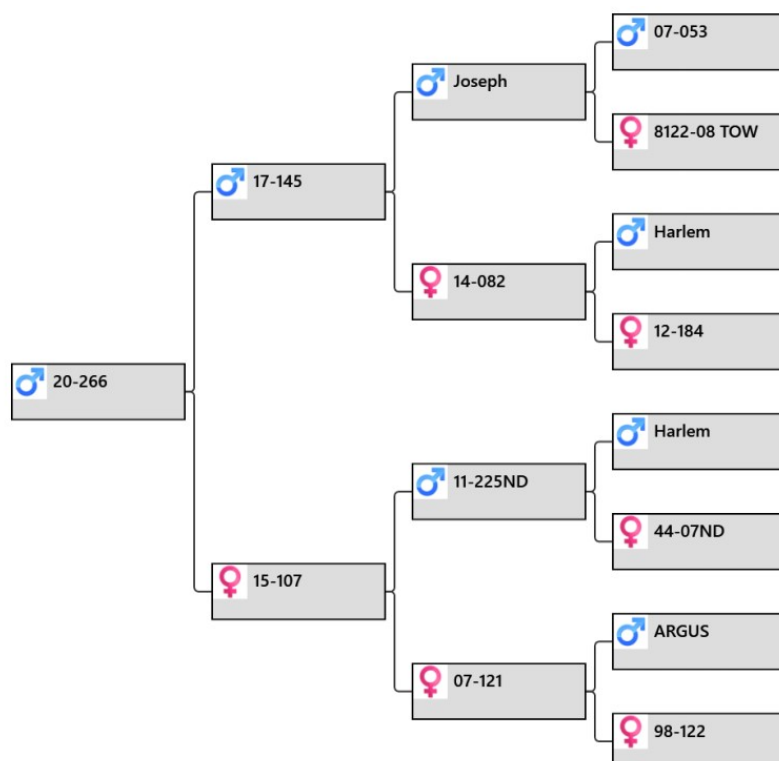 07-053
Joseph
8122-08 TOW
17-145
Harlem
14-082
12-184
20-266
Harlem
11-225ND
44-07ND
15-107
ARGUS
07-121
98-122